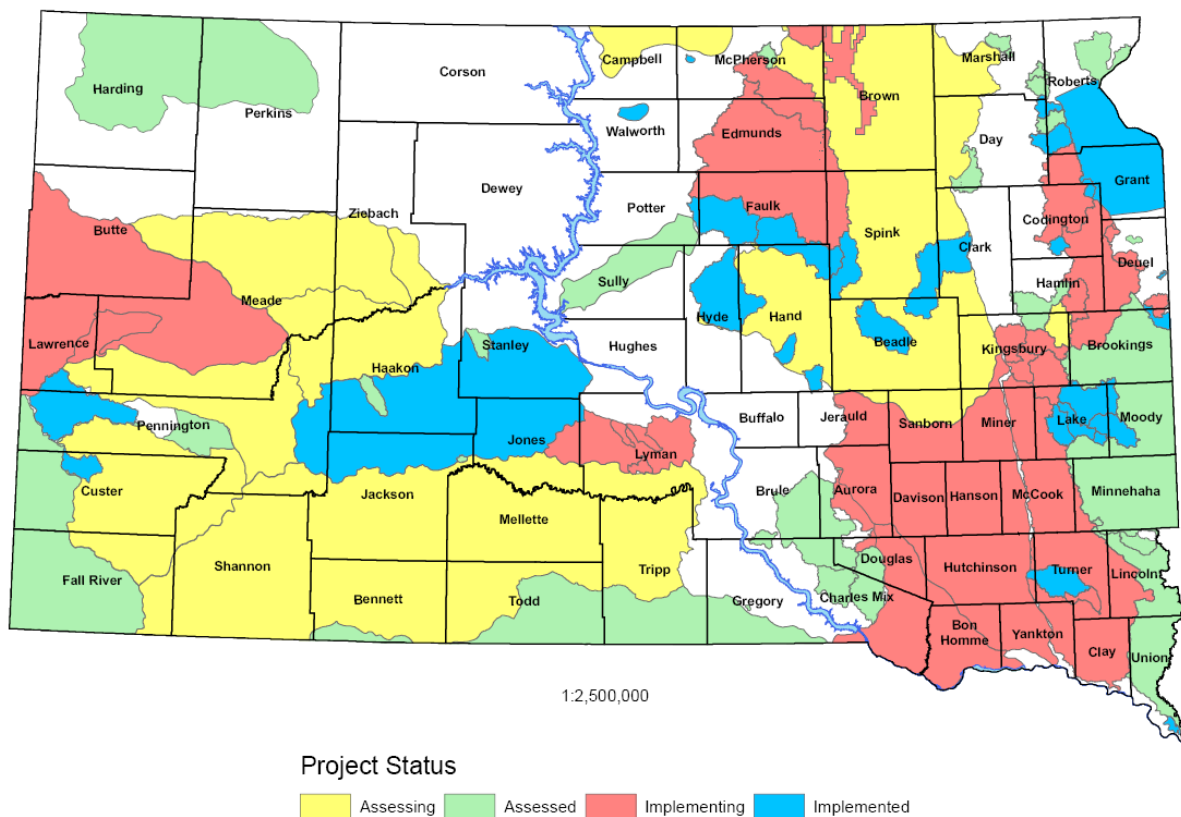 Harding
Perkins
Corson
Campbell
McPherson
Brown
Marshall
Roberts
Walworth
Edmunds
Day
Grant
Dewey
Ziebach
Potter
Faulk
Spink
Clark
Codington
Butte
Meade
Sully
Hyde
Hand
Hamlin
Deuel
Lawrence
Haakon
Stanley
Hughes
Beadle
Kingsbury
Brookings
Pennington
Jones
Lyman
Buffalo
Jerauld
Sanborn
Miner
Lake
Moody
Custer
Jackson
Mellette
Brule
Aurora
Davison
Hanson
McCook
Minnehaha
Fall River
Shannon
Bennett
Todd
Tripp
Gregory
Charles Mix
Douglas
Hutchinson
Turner
Lincoln
Bon
Homme
Yankton
Clay
Union
1:2,500,000
Project Status
Assessing
Assessed
Implementing
Implemented